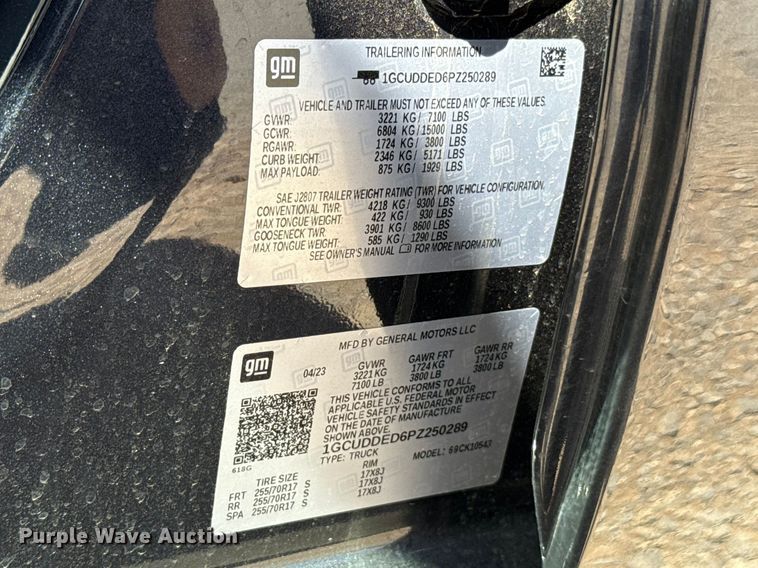 gm
TRAILERING INFORMATION
1GCUDDED6PZ250289
VEHICLE AND TRAILER MUST NOT EXCEED ANY OF THESE VALUES.
GVWR: 3221 KG/ 7100 LBS
GCWR: 6804 KG/ 15000 LBS
RGAWR: 1724 KG/ 3800 LBS
CURB WEIGHT: 2346 KG/ 5171 LBS
MAX PAYLOAD: 875 KG/ 1929 LBS
SAE J2807 TRAILER WEIGHT RATING (TWR) FOR VEHICLE CONFIGURATION.
CONVENTIONAL TWR: 4218 KG/ 9300 LBS
MAX TONGUE WEIGHT: 422 KG/ 930 LBS
GOOSENECK TWR: 3901 KG/ 8600 LBS
MAX TONGUE WEIGHT: 585 KG/ 1290 LBS
SEE OWNER'S MANUAL FOR MORE INFORMATION
gm
MFD BY GENERAL MOTORS LLC
04/23 GVWR GAWR FRT GAWR RR
3221 KG 1724 KG 1724 KG
7100 LB 3800 LB 3800 LB
THIS VEHICLE CONFORMS TO ALL
APPLICABLE U.S. FEDERAL MOTOR
VEHICLE SAFETY STANDARDS IN EFFECT
ON THE DATE OF MANUFACTURE
SHOWN ABOVE.
1GCUDDED6PZ250289
618G TYPE: TRUCK MODEL: 69CK10543
TIRE SIZE RIM
FRT 255/70R17 S 17X8J
RR 255/70R17 S 17X8J
SPA 255/70R17 S 17X8J
Purple Wave Auction